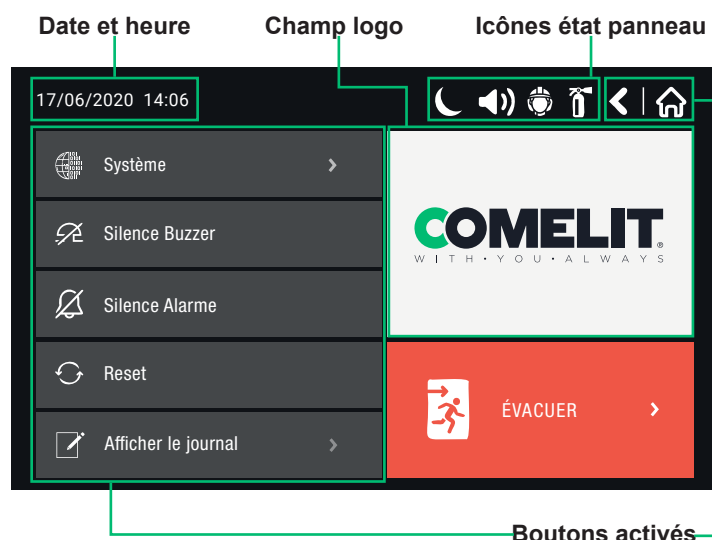 Date et heure
Champ logo
Icônes état panneau
17/06/2020 14:06
Système
Silence Buzzer
Silence Alarme
Reset
Afficher le journal
COMELIT®
WITH·YOU·ALWAYS
ÉVACUER
Boutons activés